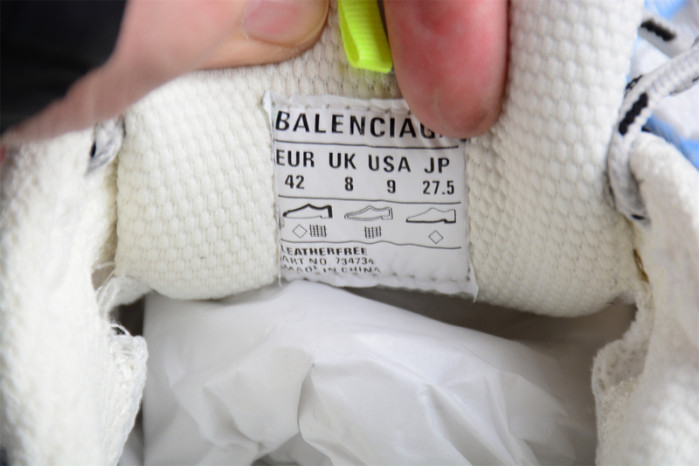 BALENCIAG
EUR UK USA JP
42 8 9 27.5
LEATHERFREE
ART NO 734734
MADE IN CHINA